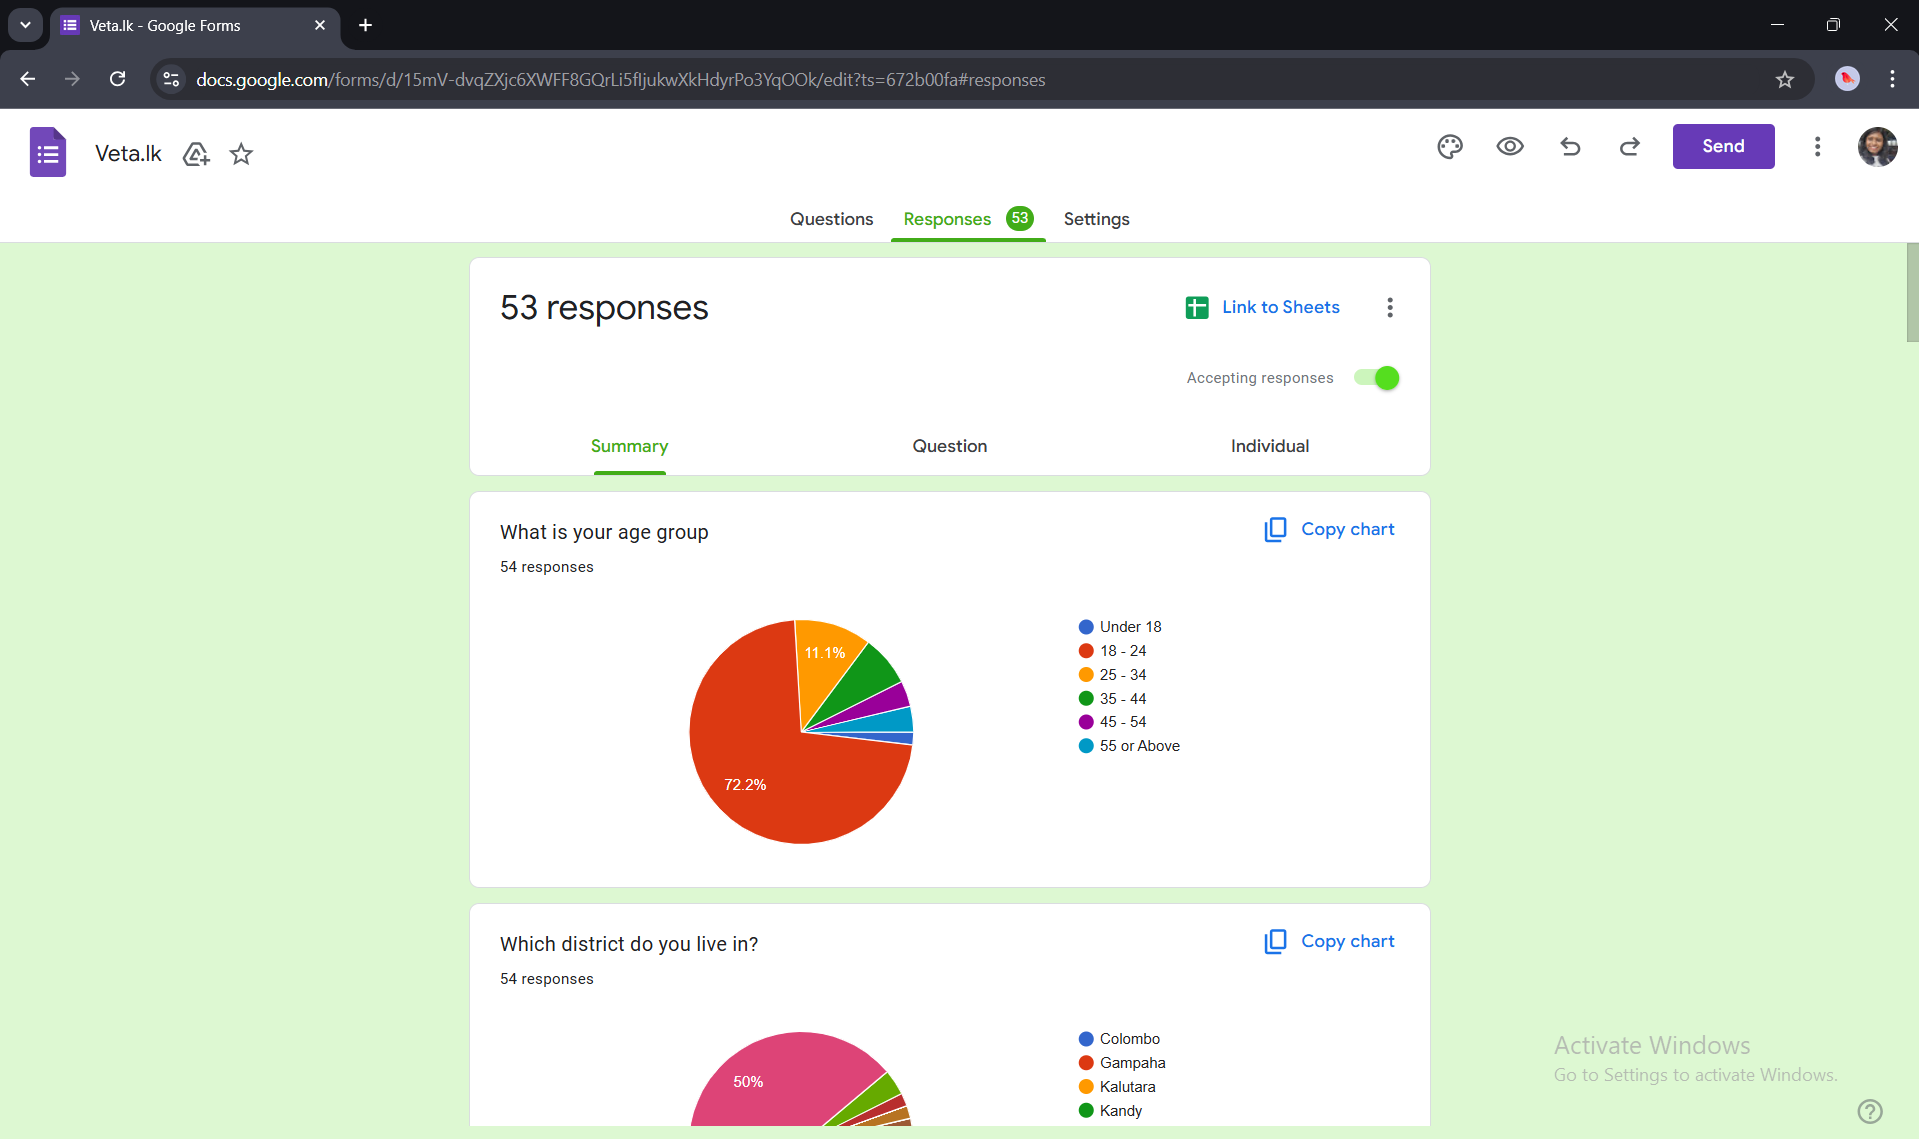 Veta.lk - Google Forms
docs.google.com/forms/d/15mV-dvqZXjc6XWFF8GQrLi5fIjukwXkHdyrPo3YqOOk/edit?ts=672b00fa#responses
Veta.lk
Send
Questions Responses 53 Settings
53 responses
Link to Sheets
Accepting responses
Summary Question Individual
What is your age group
Copy chart
54 responses
11.1%
72.2%
Under 18
18 - 24
25 - 34
35 - 44
45 - 54
55 or Above
Which district do you live in?
Copy chart
54 responses
50%
Colombo
Gampaha
Kalutara
Kandy
Activate Windows
Go to Settings to activate Windows.